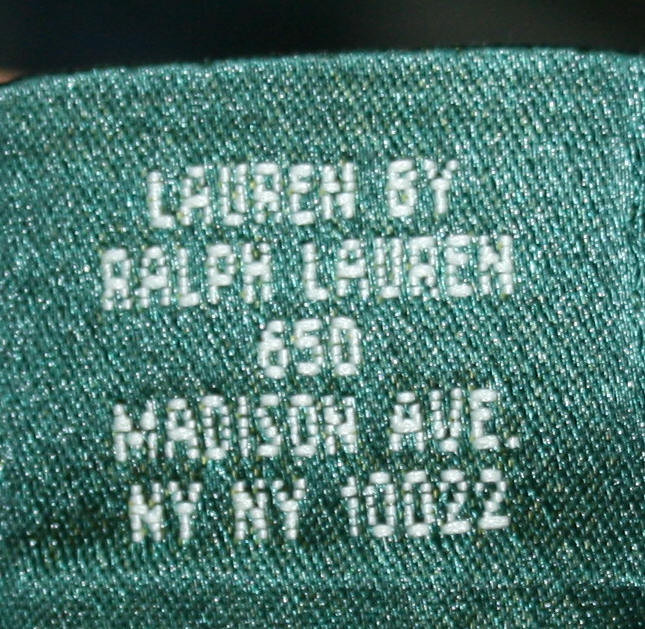 LAUREN BY
RALPH LAUREN
650
MADISON AVE.
NY NY 10022